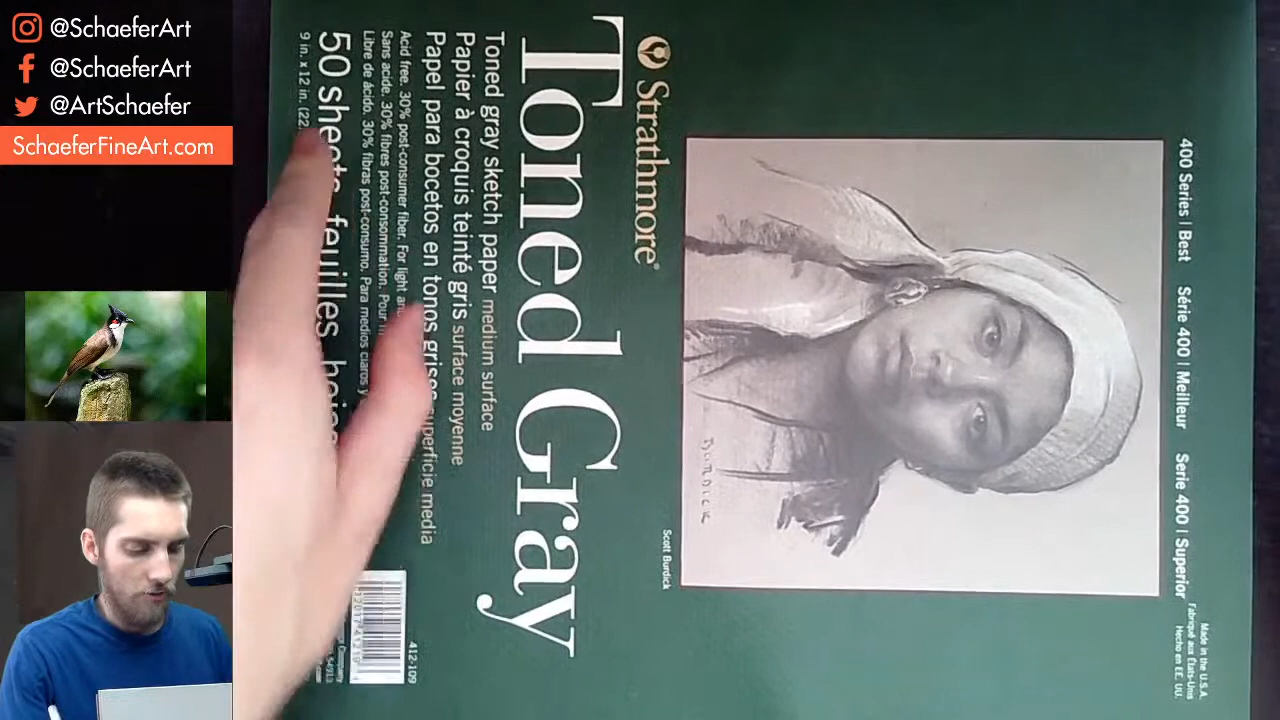 @SchaeferArt
@SchaeferArt
@ArtSchaefer
SchaeferFineArt.com
400 Series | Best Série 400 | Meilleur Serie 400 | Superior
Made in the U.S.A.
Fabriqué aux États-Unis
Hecho en EE. UU.
BURDICK
Scott Burdick
Strathmore®
Toned Gray
Toned gray sketch paper medium surface
Papier à croquis teinté gris surface moyenne
Papel para bocetos en tonos grises superficie media
Acid free. 30% post-consumer fiber. For light
Sans acide. 30% fibres post-consommation. Pour
Libre de ácido. 30% fibras post-consumo. Para medios claros y
50 sheets feuilles hojas
9 in. x 12 in. (22
412-109